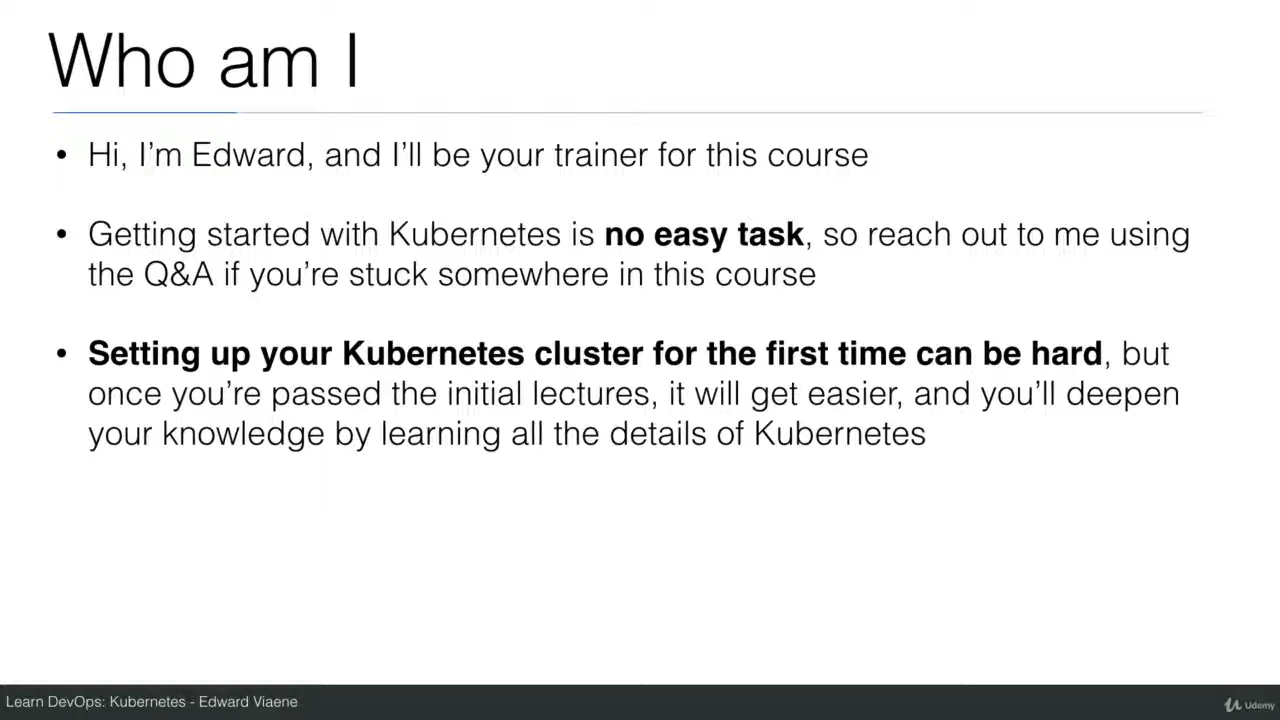 Who am I
• Hi, I'm Edward, and I'll be your trainer for this course
• Getting started with Kubernetes is no easy task, so reach out to me using
the Q&A if you're stuck somewhere in this course
• Setting up your Kubernetes cluster for the first time can be hard, but
once you're passed the initial lectures, it will get easier, and you'll deepen
your knowledge by learning all the details of Kubernetes
Learn DevOps: Kubernetes - Edward Viaene
Udemy